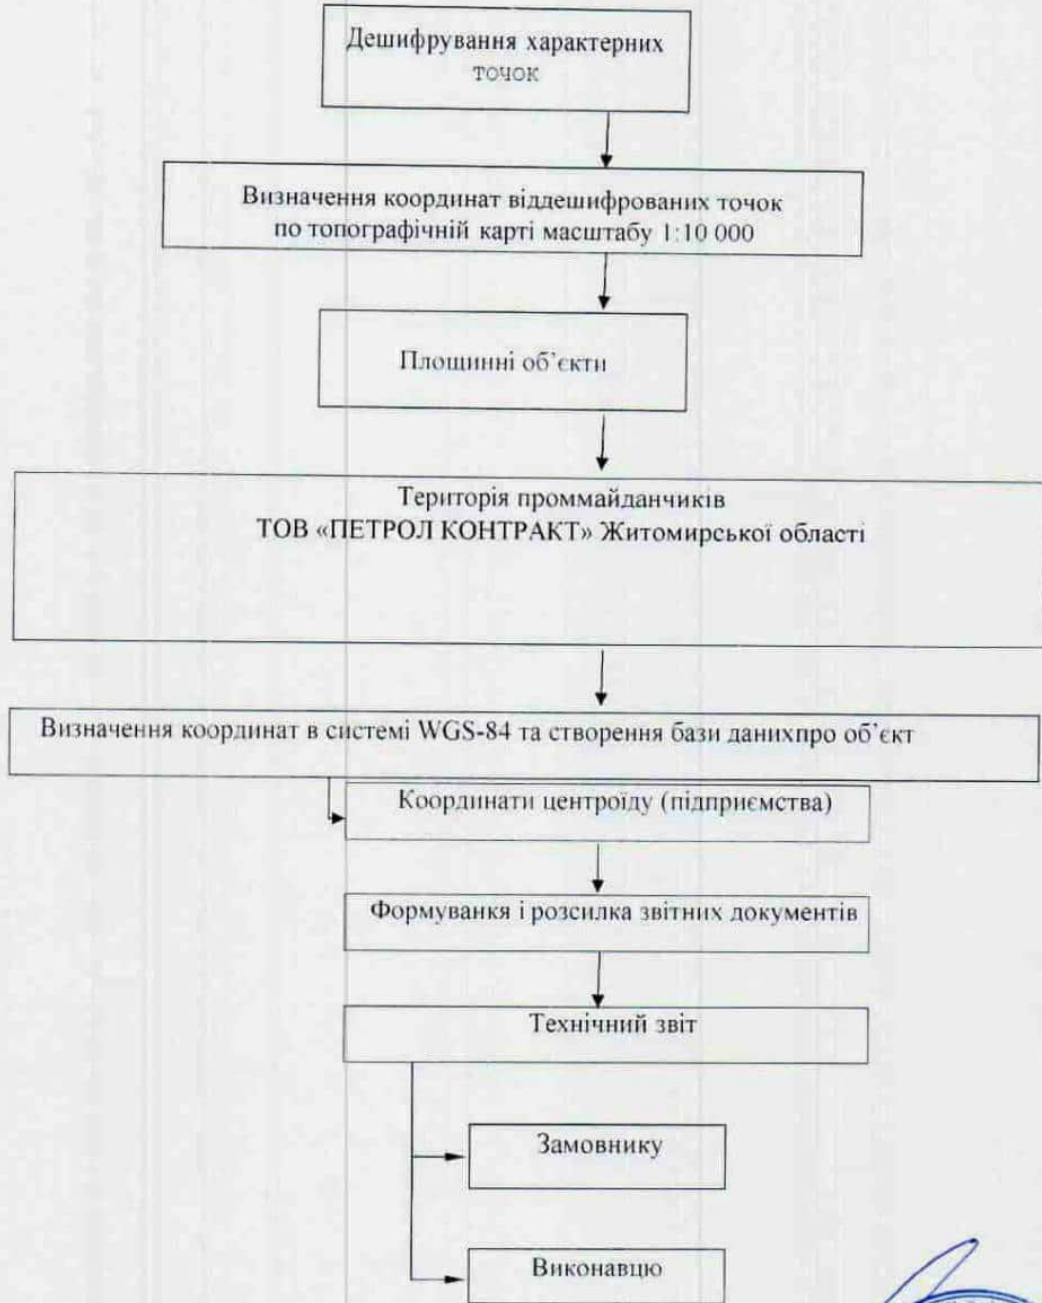 Дешифрування характерних
точок
Визначення координат віддешифрованих точок
по топографічній карті масштабу 1:10 000
Площинні об’єкти
Територія проммайданчиків
ТОВ «ПЕТРОЛ КОНТРАКТ» Житомирської області
Визначення координат в системі WGS-84 та створення бази данихпро об’єкт
Координати центроїду (підприємства)
Формуванкя і розсилка звітних документів
Технічний звіт
Замовнику
Виконавцю